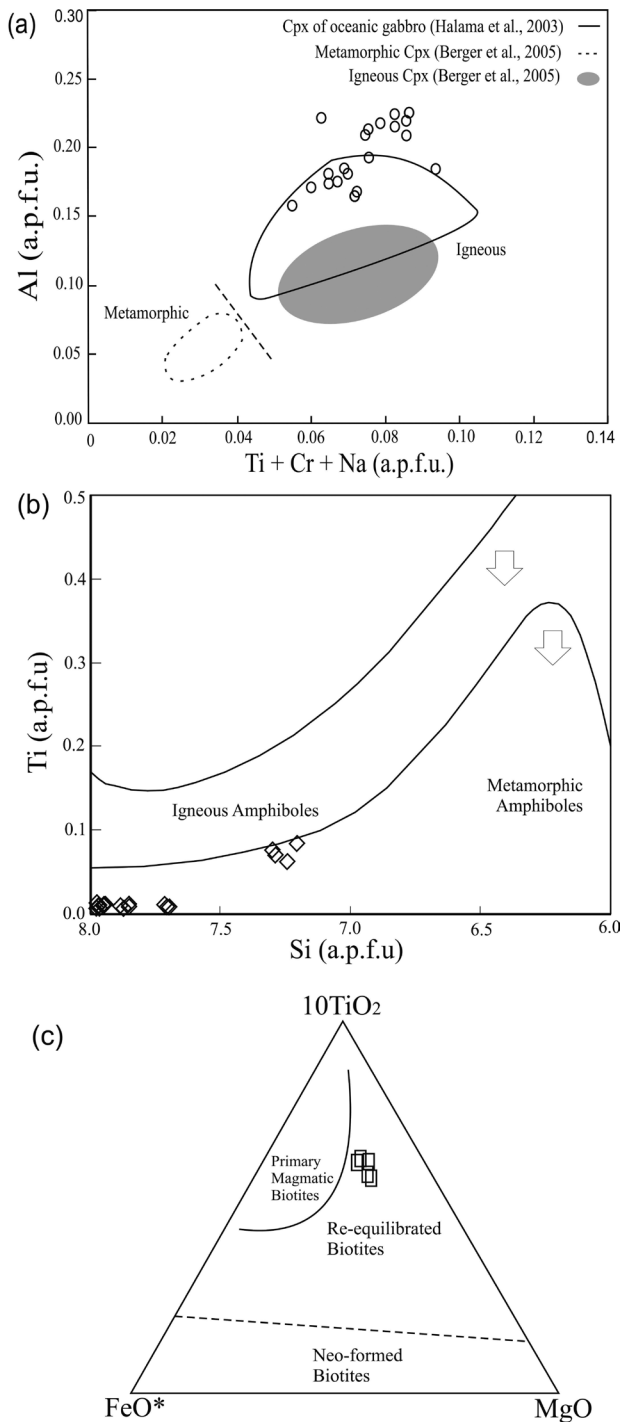 (a)
0.30
0.25
0.20
0.15
0.10
0.05
0.00
Al (a.p.f.u.)
Cpx of oceanic gabbro (Halama et al., 2003)
Metamorphic Cpx (Berger et al., 2005)
Igneous Cpx (Berger et al., 2005)
Igneous
Metamorphic
0
0.02
0.04
0.06
0.08
0.10
0.12
0.14
Ti + Cr + Na (a.p.f.u.)
(b)
0.5
0.4
0.3
0.2
0.1
0.0
Ti (a.p.f.u)
Igneous Amphiboles
Metamorphic
Amphiboles
8.0
7.5
7.0
6.5
6.0
Si (a.p.f.u)
(c)
10TiO₂
Primary
Magmatic
Biotites
Re-equilibrated
Biotites
Neo-formed
Biotites
FeO*
MgO